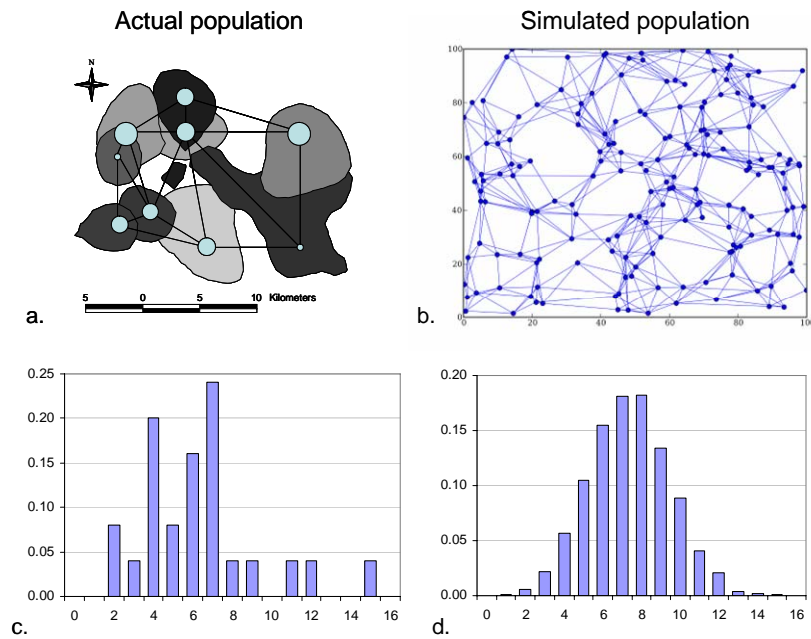 Actual population
Simulated population
N
5 0 5 10 Kilometers
a.
100
80
60
40
20
0
0 20 40 60 80 100
b.
0.25
0.20
0.15
0.10
0.05
0.00
0 2 4 6 8 10 12 14 16
c.
0.20
0.15
0.10
0.05
0.00
0 2 4 6 8 10 12 14 16
d.